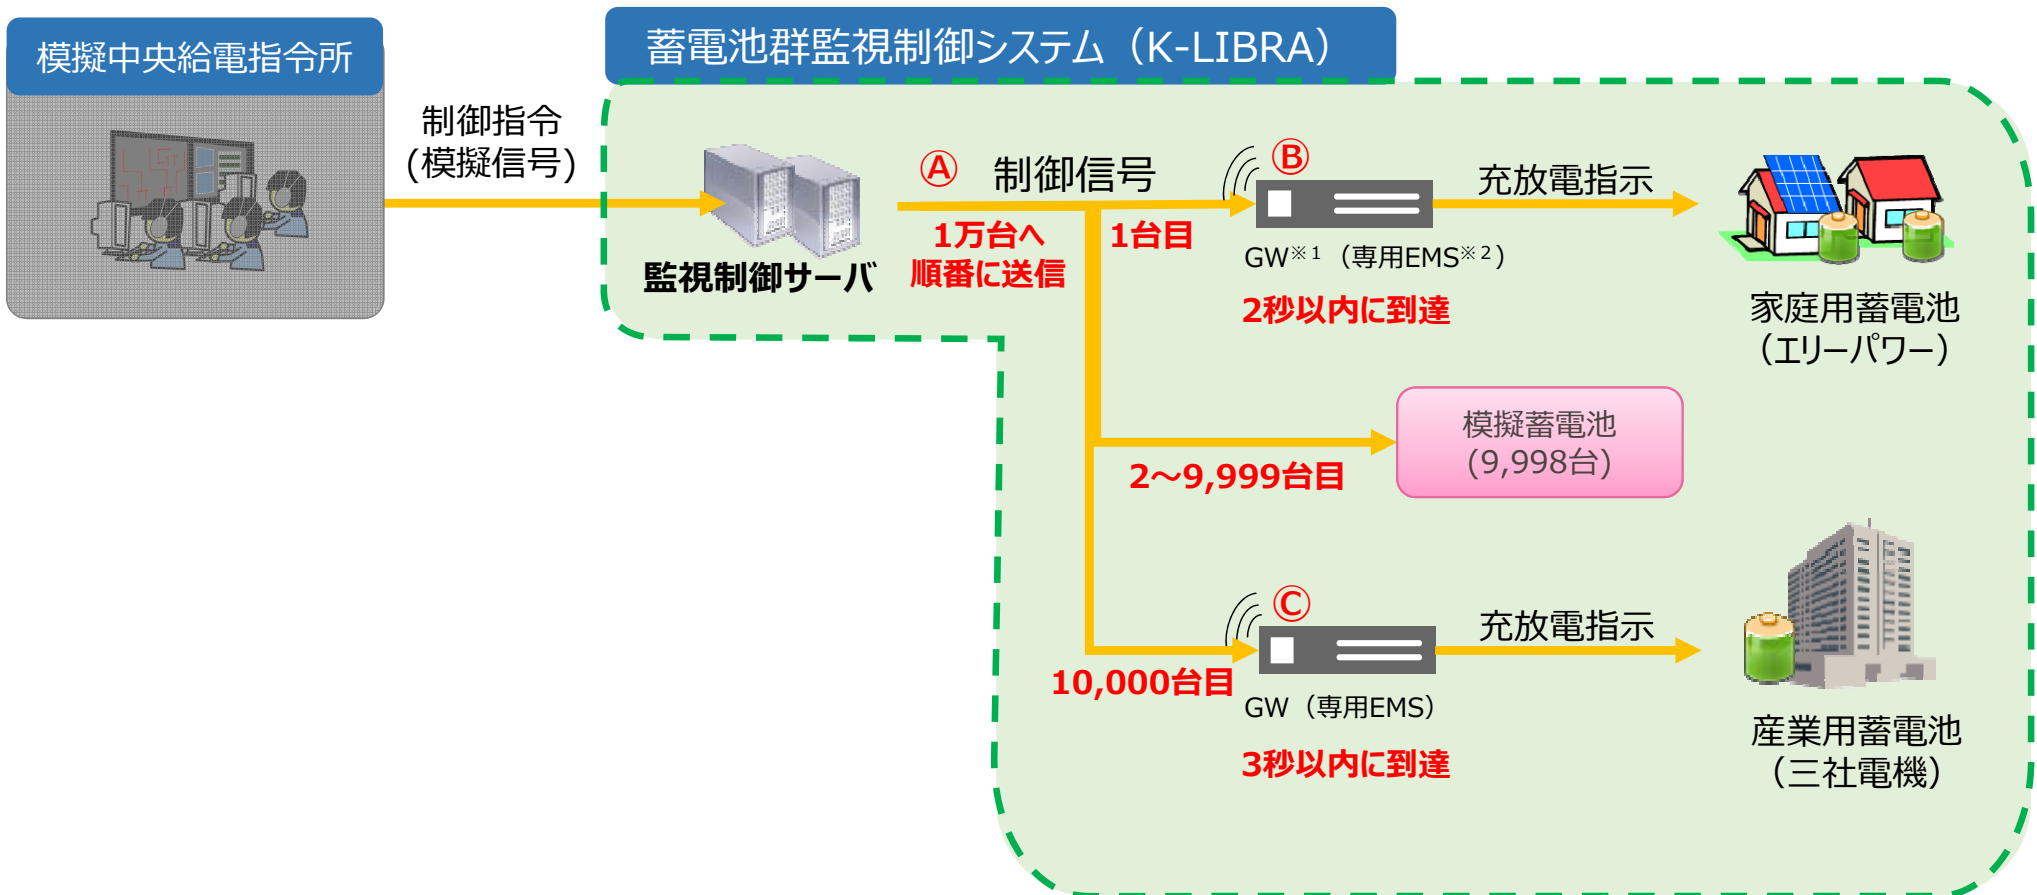 模擬中央給電指令所
蓄電池群監視制御システム（K-LIBRA）
制御指令
(模擬信号)
監視制御サーバ
Ⓐ
制御信号
1万台へ
順番に送信
1台目
Ⓑ
GW※1（専用EMS※2）
2秒以内に到達
充放電指示
家庭用蓄電池
（エリーパワー）
2～9,999台目
模擬蓄電池
(9,998台)
10,000台目
Ⓒ
GW（専用EMS）
3秒以内に到達
充放電指示
産業用蓄電池
（三社電機）